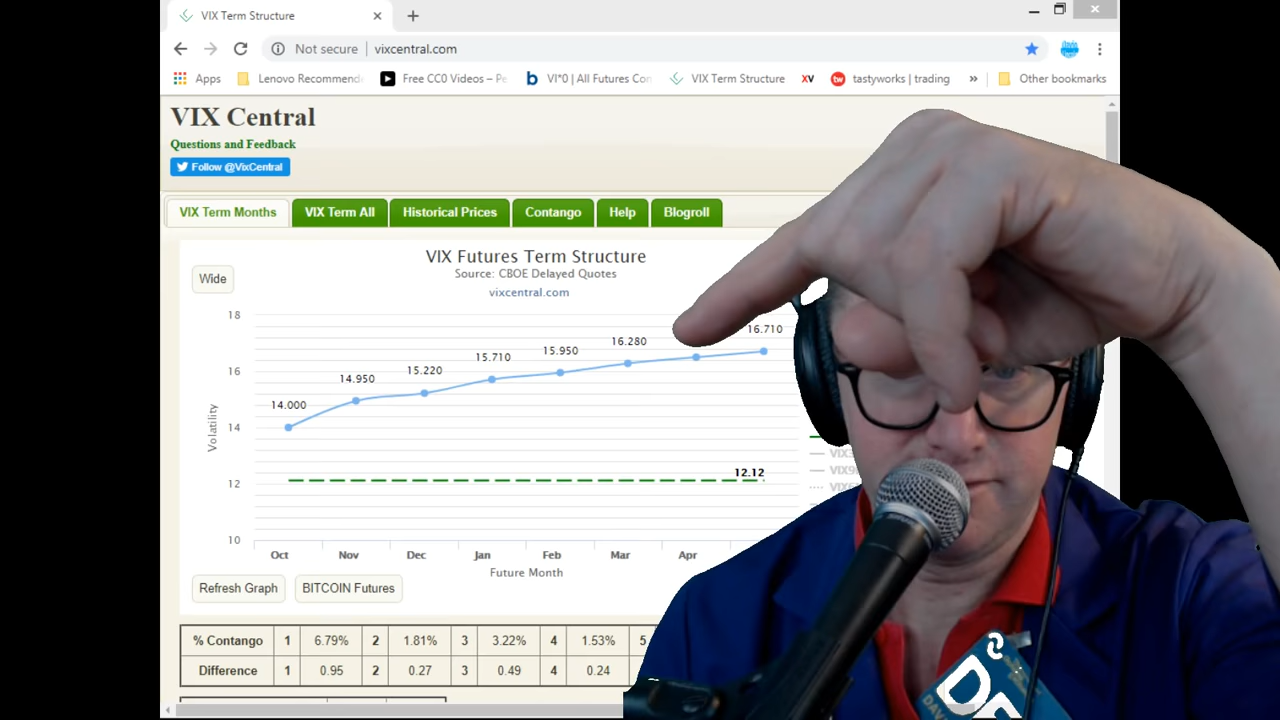 VIX Term Structure
Not secure | vixcentral.com
Apps Lenovo Recommend Free CC0 Videos – Pe VI*0 | All Futures Con VIX Term Structure XV tw tastyworks | trading » Other bookmarks
VIX Central
Questions and Feedback
Follow @VixCentral
VIX Term Months VIX Term All Historical Prices Contango Help Blogroll
VIX Futures Term Structure
Source: CBOE Delayed Quotes
vixcentral.com
Wide
18
16.710
16.280
15.950
15.710
16
15.220
14.950
14.000
14
Volatility
VIX
VIX
VIX
12.12
12
10
Oct Nov Dec Jan Feb Mar Apr
Future Month
Refresh Graph BITCOIN Futures
% Contango 1 6.79% 2 1.81% 3 3.22% 4 1.53% 5
Difference 1 0.95 2 0.27 3 0.49 4 0.24